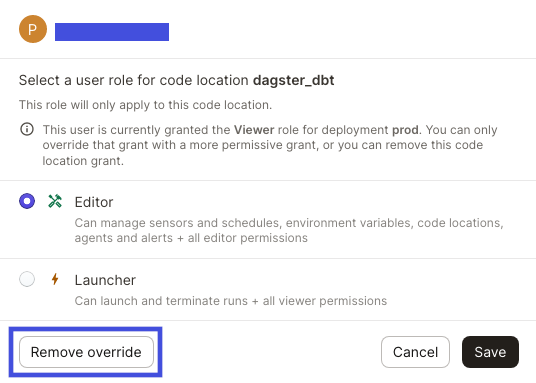 P
Select a user role for code location dagster_dbt
This role will only apply to this code location.
This user is currently granted the Viewer role for deployment prod. You can only
override that grant with a more permissive grant, or you can remove this code
location grant.
Editor
Can manage sensors and schedules, environment variables, code locations,
agents and alerts + all editor permissions
Launcher
Can launch and terminate runs + all viewer permissions
Remove override
Cancel
Save